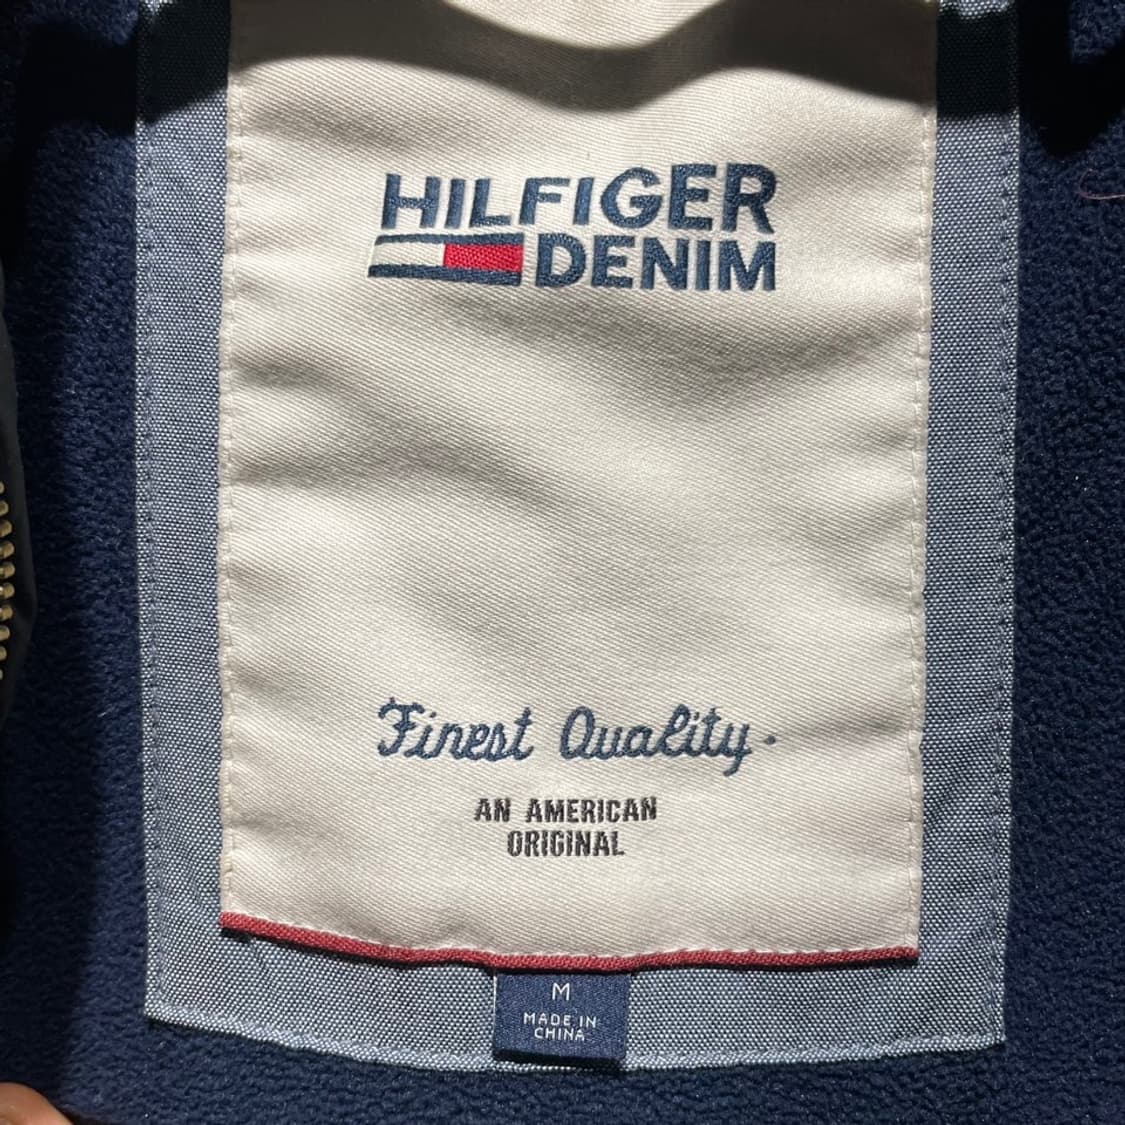 HILFIGER
DENIM
Finest Quality.
AN AMERICAN
ORIGINAL
M
MADE IN
CHINA